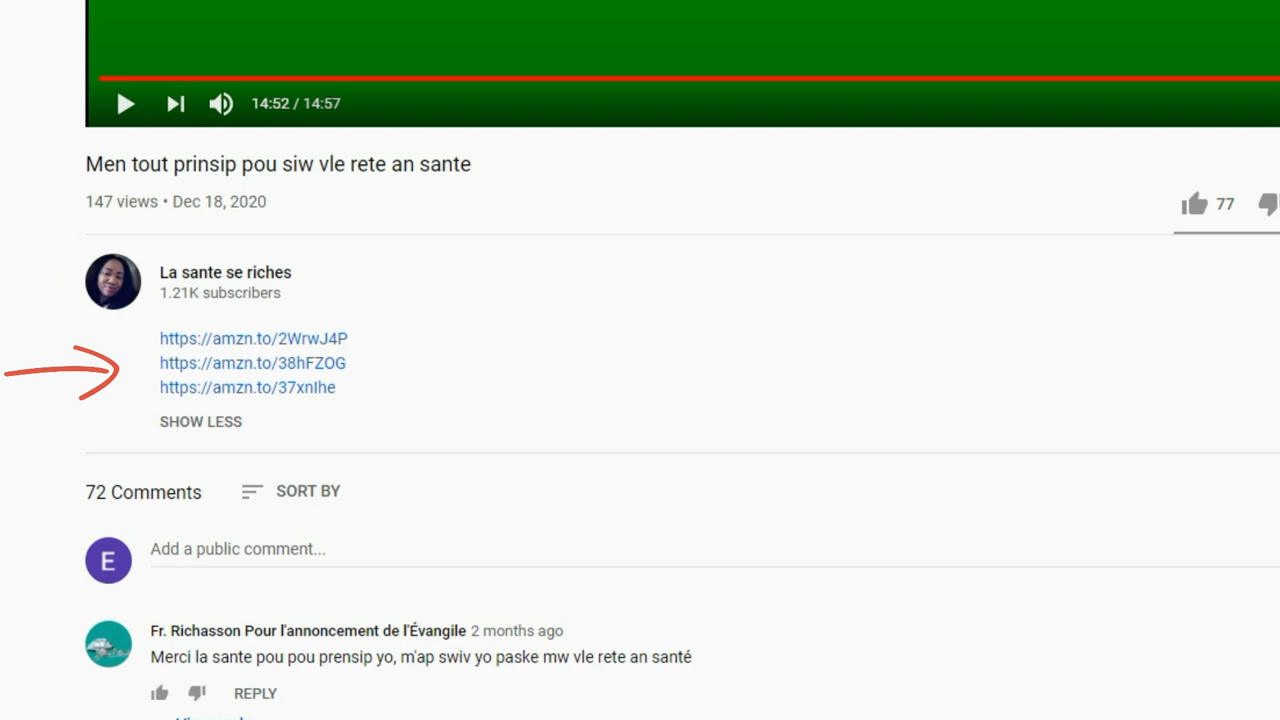 14:52 / 14:57
Men tout prinsip pou siw vle rete an sante
147 views • Dec 18, 2020
77
La sante se riches
1.21K subscribers
https://amzn.to/2WrwJ4P
https://amzn.to/38hFZOG
https://amzn.to/37xnIhe
SHOW LESS
72 Comments SORT BY
E
Add a public comment...
Fr. Richasson Pour l'annoncement de l'Évangile 2 months ago
Merci la sante pou pou prensip yo, m'ap swiv yo paske mw vle rete an santé
REPLY